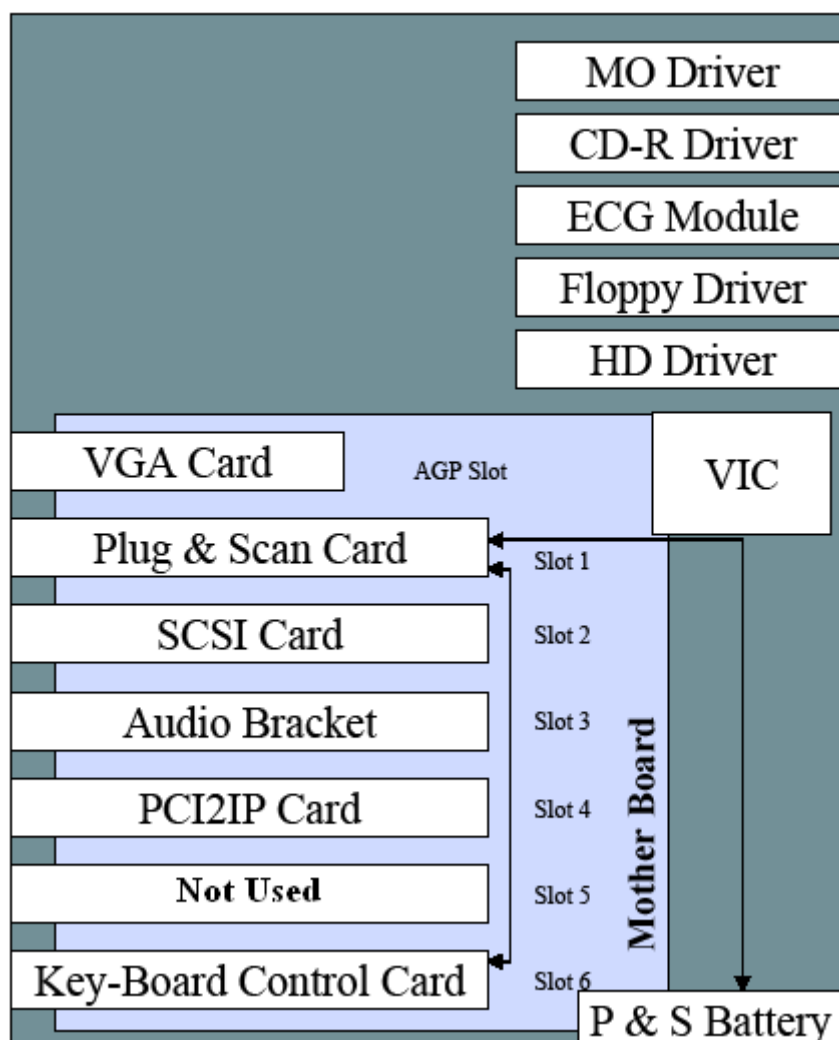 MO Driver
CD-R Driver
ECG Module
Floppy Driver
HD Driver
VGA Card
AGP Slot
VIC
Plug & Scan Card
Slot 1
SCSI Card
Slot 2
Audio Bracket
Slot 3
PCI2IP Card
Slot 4
Not Used
Slot 5
Key-Board Control Card
Slot 6
Mother Board
P & S Battery